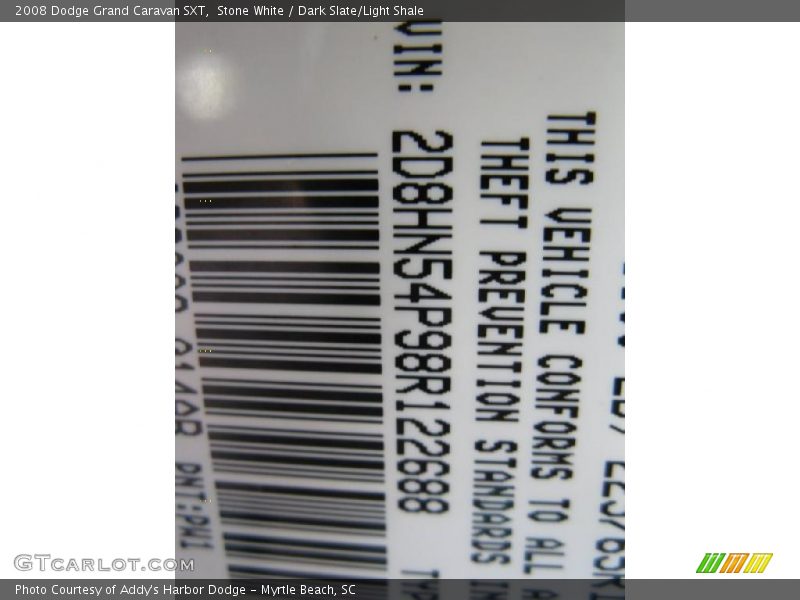 2008 Dodge Grand Caravan SXT,  Stone White / Dark Slate/Light Shale
THIS VEHICLE CONFORMS TO ALL
THEFT PREVENTION STANDARDS IN
VIN: 2D8HN54P98R122688
PNT:PW1
GTCARLOT.COM
Photo Courtesy of Addy's Harbor Dodge - Myrtle Beach, SC